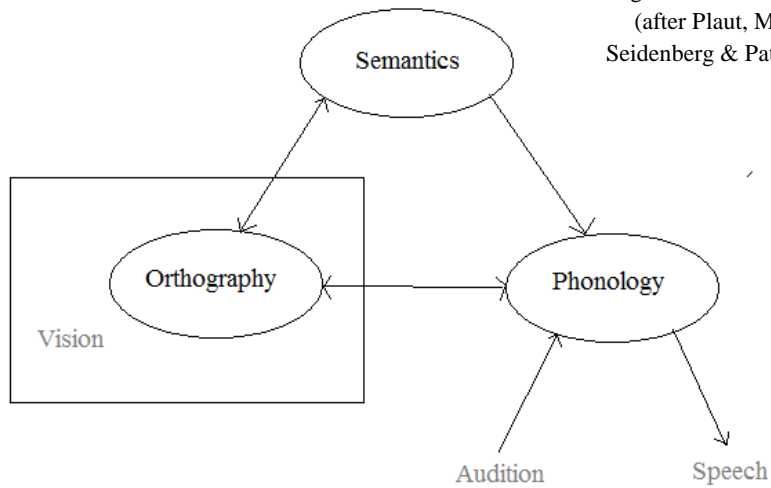 (after Plaut, M
Seidenberg & Pat
Semantics
Orthography
Phonology
Vision
Audition
Speech